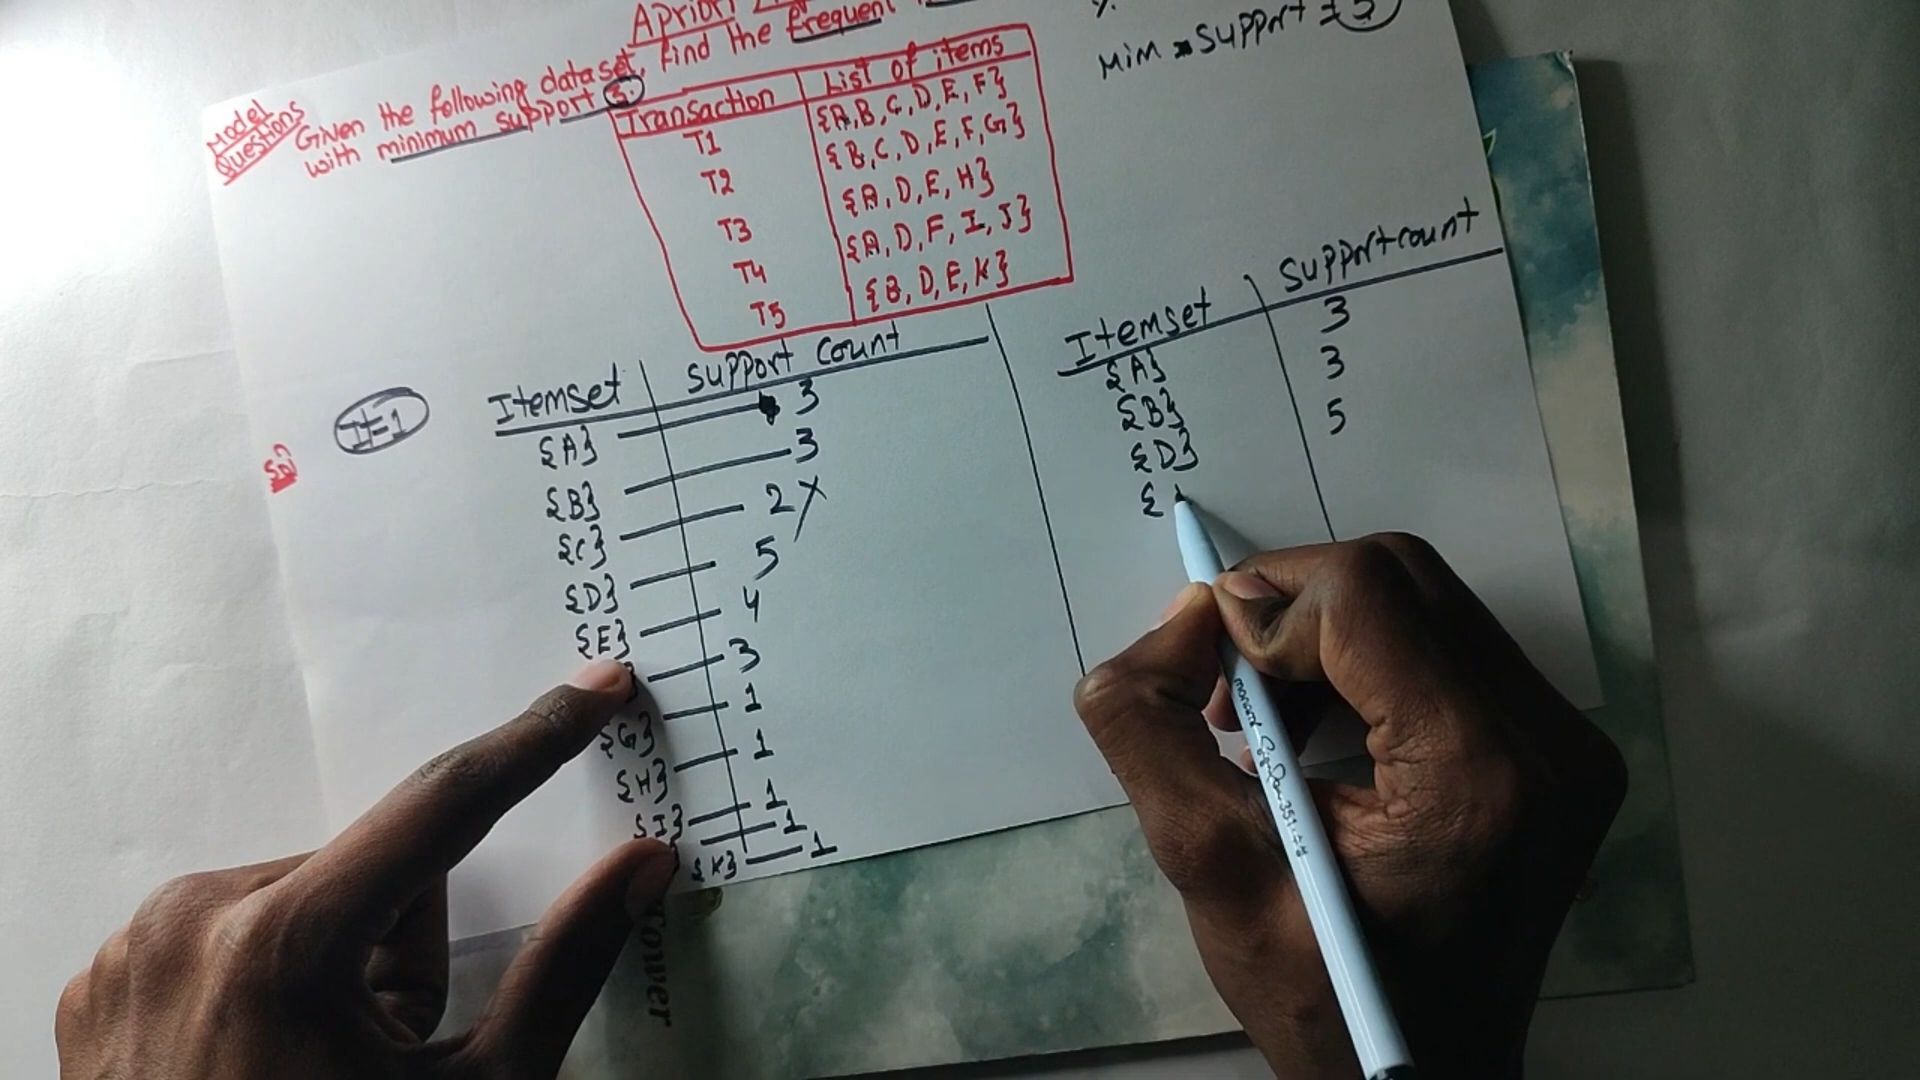 Apriori
Model Questions
Given the following dataset, find the frequent
with minimum support 3.
Min support = 3
Transaction List of items
T1 {A,B,C,D,E,F}
T2 {B,C,D,E,F,G}
T3 {A,D,E,H}
T4 {A,D,F,I,J}
T5 {B,D,E,K}
It=1
Itemset Support count
{A} 3
{B} 3
{C} 2 X
{D} 5
{E} 4
3
{G} 1
{H} 1
{I} 1
1
{K} 1
Itemset Support count
{A} 3
{B} 3
{D} 5
{